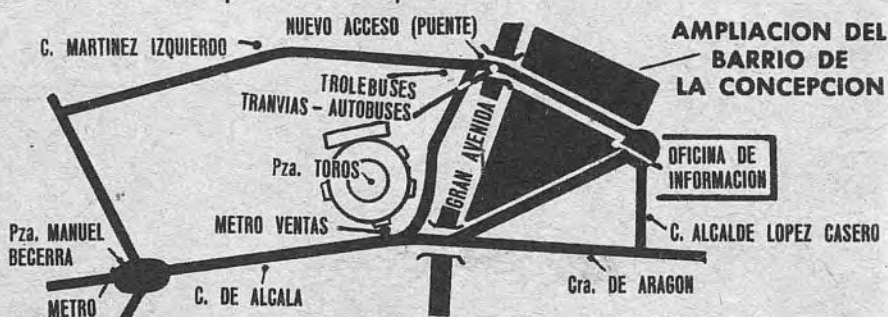 NUEVO ACCESO (PUENTE)
C. MARTINEZ IZQUIERDO
AMPLIACION DEL
BARRIO DE
LA CONCEPCION
TROLEBUSES
TRANVIAS - AUTOBUSES
GRAN AVENIDA
Pza. TOROS
OFICINA DE
INFORMACION
METRO VENTAS
C. ALCALDE LOPEZ CASERO
Pza. MANUEL
BECERRA
METRO
C. DE ALCALA
Cra. DE ARAGON